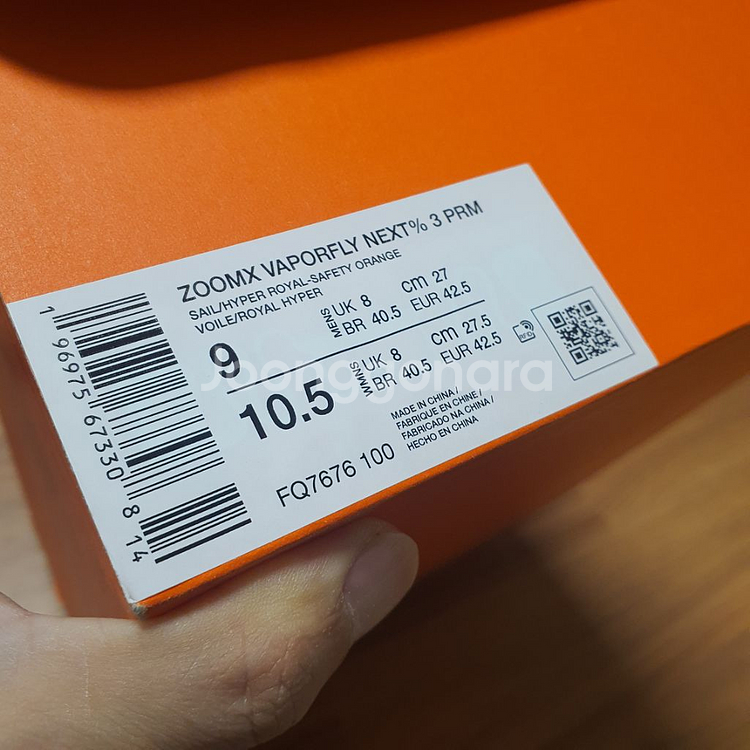 ZOOMX VAPORFLY NEXT% 3 PRM
SAIL/HYPER ROYAL-SAFETY ORANGE
VOILE/ROYAL HYPER
9
MENS
UK 8 cm 27
BR 40.5 EUR 42.5
10.5
WMNS
UK 8 cm 27.5
BR 40.5 EUR 42.5
MADE IN CHINA /
FABRIQUE EN CHINE /
FABRICADO NA CHINA /
HECHO EN CHINA
FQ7676 100
1 96975 67330 8 14
Joonggonara